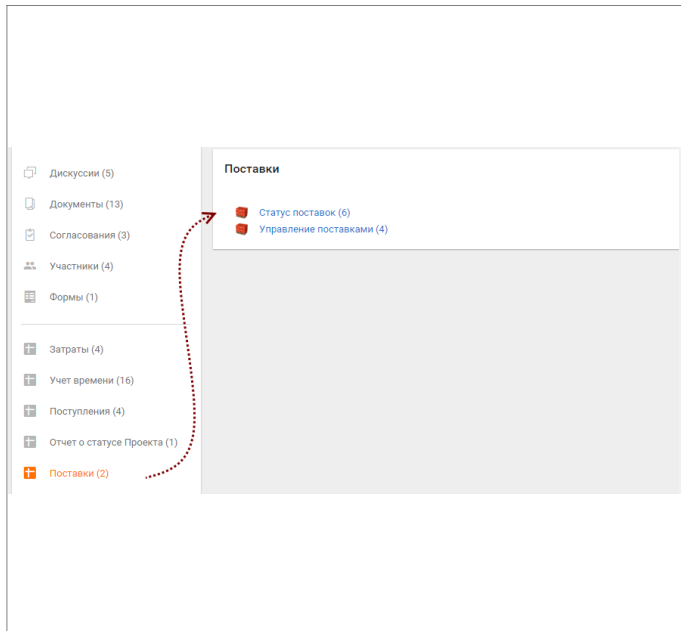 Дискуссии (5)
Документы (13)
Согласования (3)
Участники (4)
Формы (1)
Затраты (4)
Учет времени (16)
Поступления (4)
Отчет о статусе Проекта (1)
Поставки (2)
Поставки
Статус поставок (6)
Управление поставками (4)